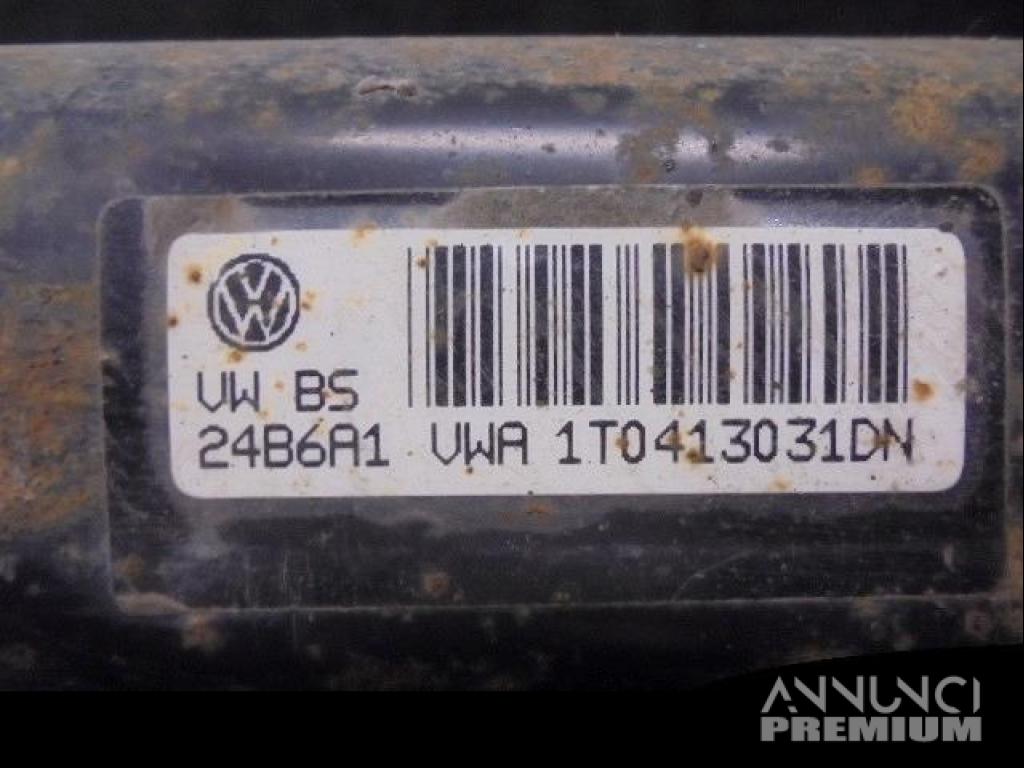 VW BS
24B6A1 VWA 1T0413031DN
ANNUNCI
PREMIUM